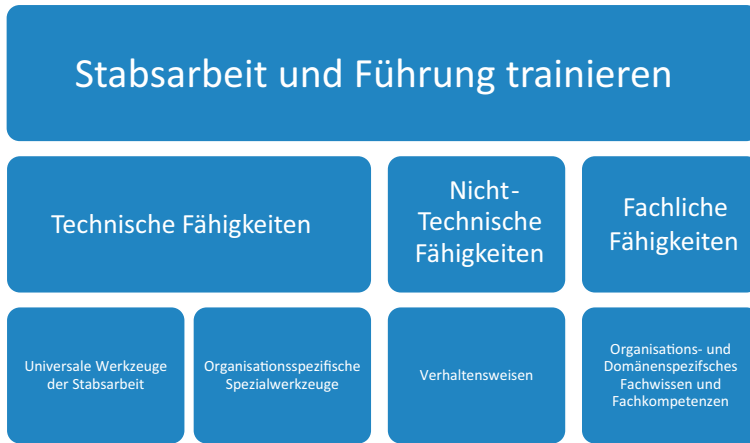 Stabsarbeit und Führung trainieren
Technische Fähigkeiten
Nicht-
Technische
Fähigkeiten
Fachliche
Fähigkeiten
Universale Werkzeuge
der Stabsarbeit
Organisationsspezifische
Spezialwerkzeuge
Verhaltensweisen
Organisations- und
Domänenspezifsches
Fachwissen und
Fachkompetenzen